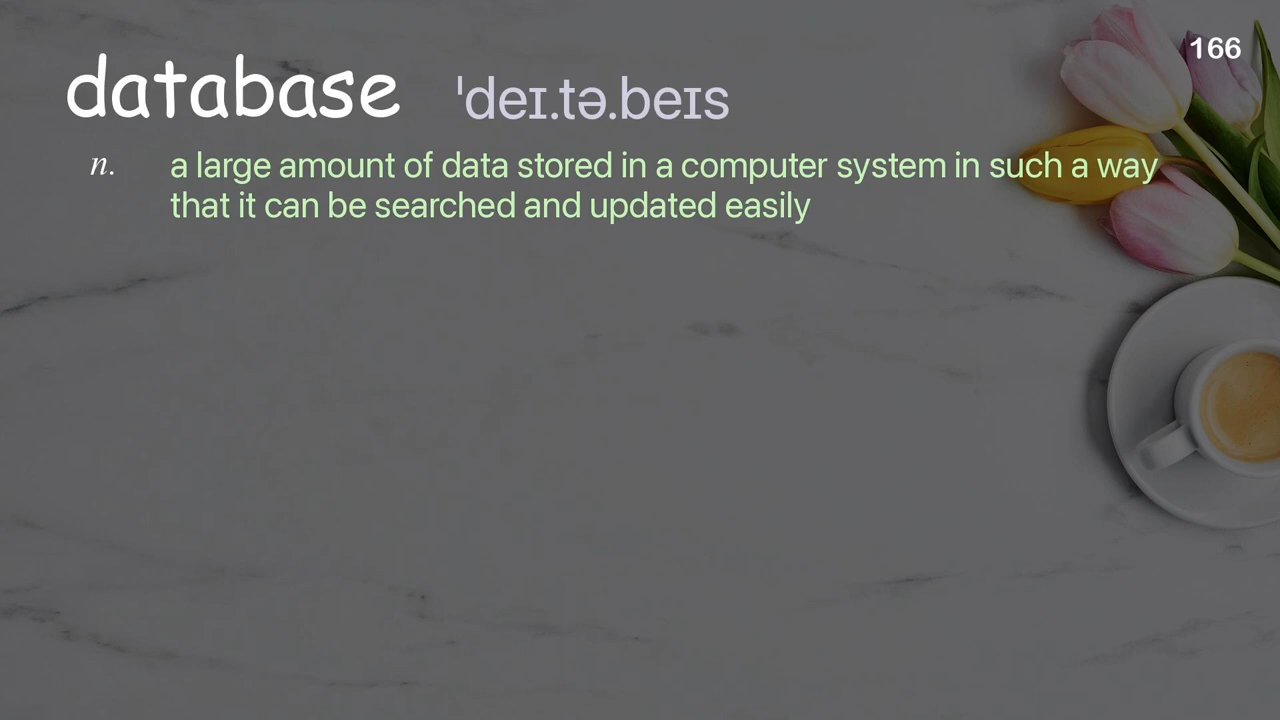 166
database ˈdeɪ.tə.beɪs
n. a large amount of data stored in a computer system in such a way
that it can be searched and updated easily